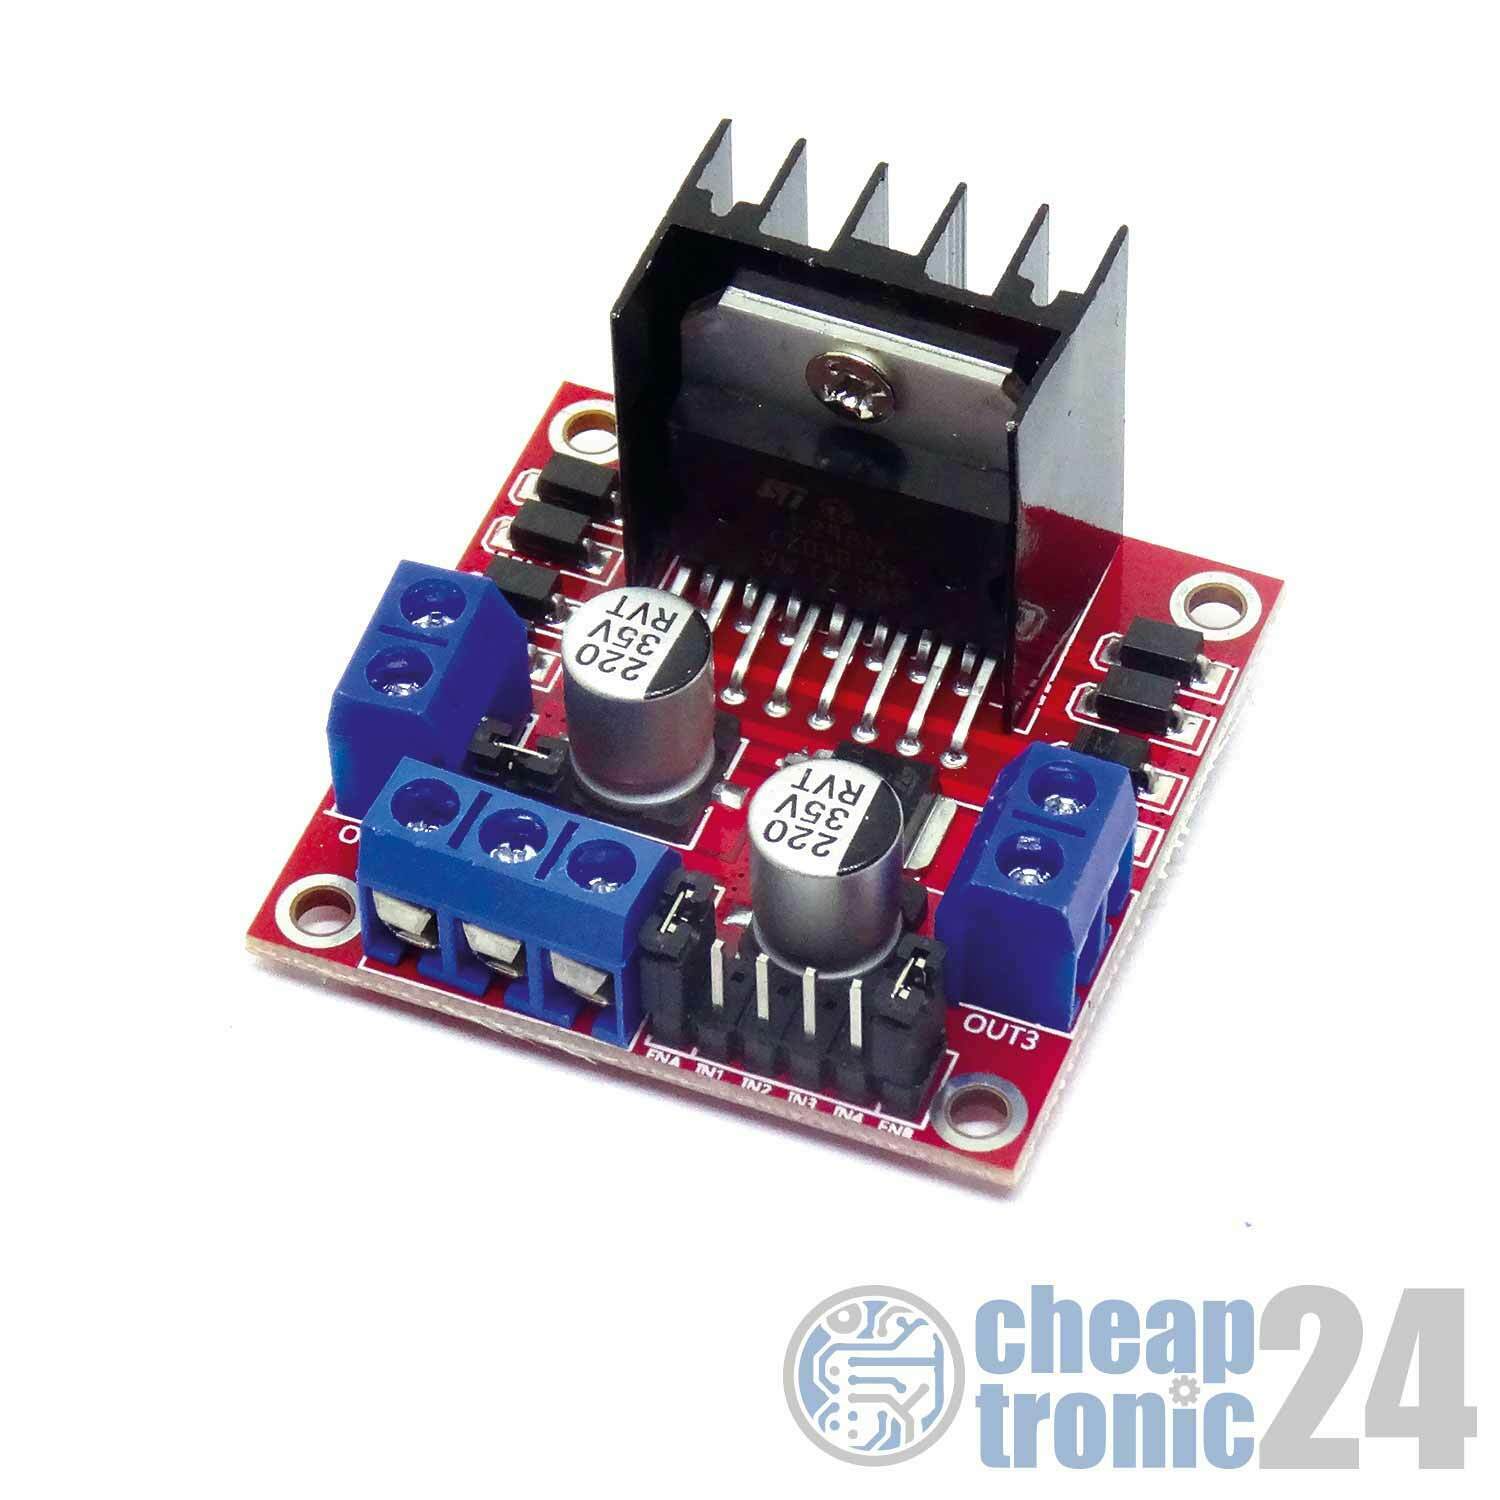 220
35V
RVT
220
35V
RVT
OUT3
ENA IN1 IN2 IN3 IN4 ENB
cheap
tronic
24